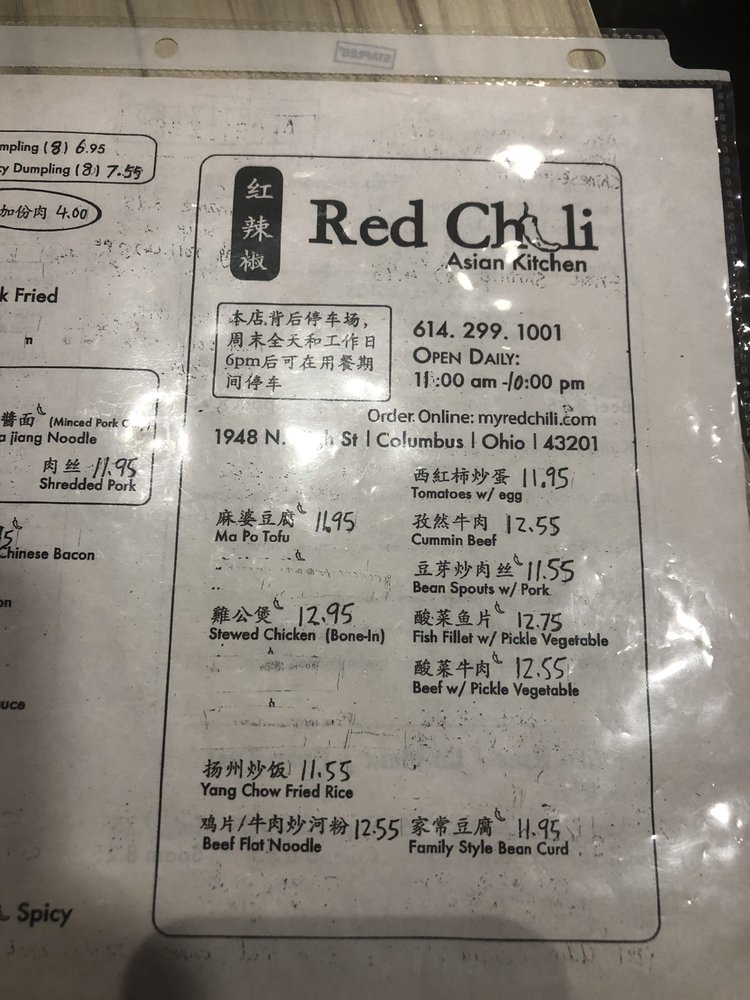 STAPLES
mpling (8) 6.95
cy Dumpling (8) 7.55
加份肉 4.00
k Fried
醬面 (Minced Pork
a jiang Noodle
肉丝 11.95
Shredded Pork
Chinese Bacon
on
uce
Spicy
红辣椒
Red Chili
Asian Kitchen
本店背后停车场,
周末全天和工作日
6pm后可在用餐期
间停车
614. 299. 1001
OPEN DAILY:
11:00 am -10:00 pm
Order Online: myredchili.com
1948 N. St | Columbus | Ohio | 43201
麻婆豆腐 11.95
Ma Po Tofu
雞公煲 12.95
Stewed Chicken (Bone-In)
西紅柿炒蛋 11.95
Tomatoes w/ egg
孜然牛肉 12.55
Cummin Beef
豆芽炒肉丝 11.55
Bean Spouts w/ Pork
酸菜鱼片 12.75
Fish Fillet w/ Pickle Vegetable
酸菜牛肉 12.55
Beef w/ Pickle Vegetable
扬州炒饭 11.55
Yang Chow Fried Rice
鸡片/牛肉炒河粉 12.55
Beef Flat Noodle
家常豆腐 11.95
Family Style Bean Curd